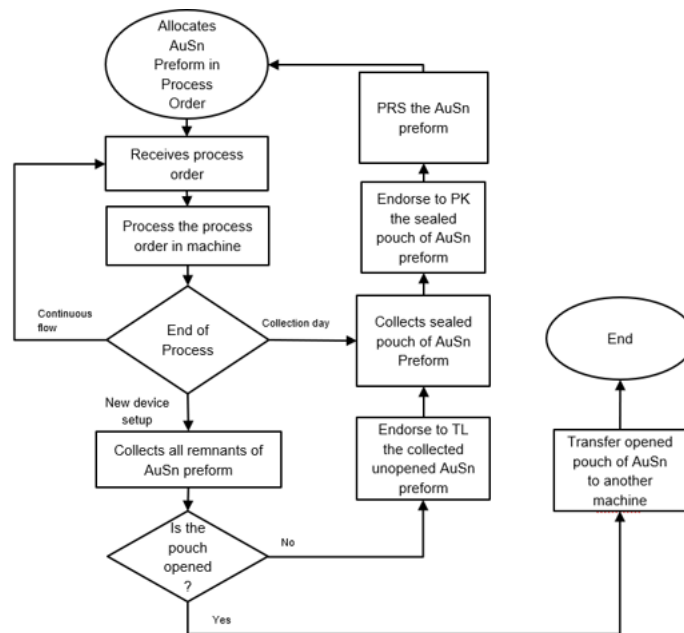 Allocates
AuSn
Preform in
Process
Order
Receives process
order
Process the process
order in machine
End of
Process
Continuous
flow
Collection day
New device
setup
Collects all remnants of
AuSn preform
Is the
pouch
opened
?
No
Yes
PRS the AuSn
preform
Endorse to PK
the sealed
pouch of AuSn
preform
Collects sealed
pouch of AuSn
Preform
Endorse to TL
the collected
unopened AuSn
preform
End
Transfer opened
pouch of AuSn
to another
machine